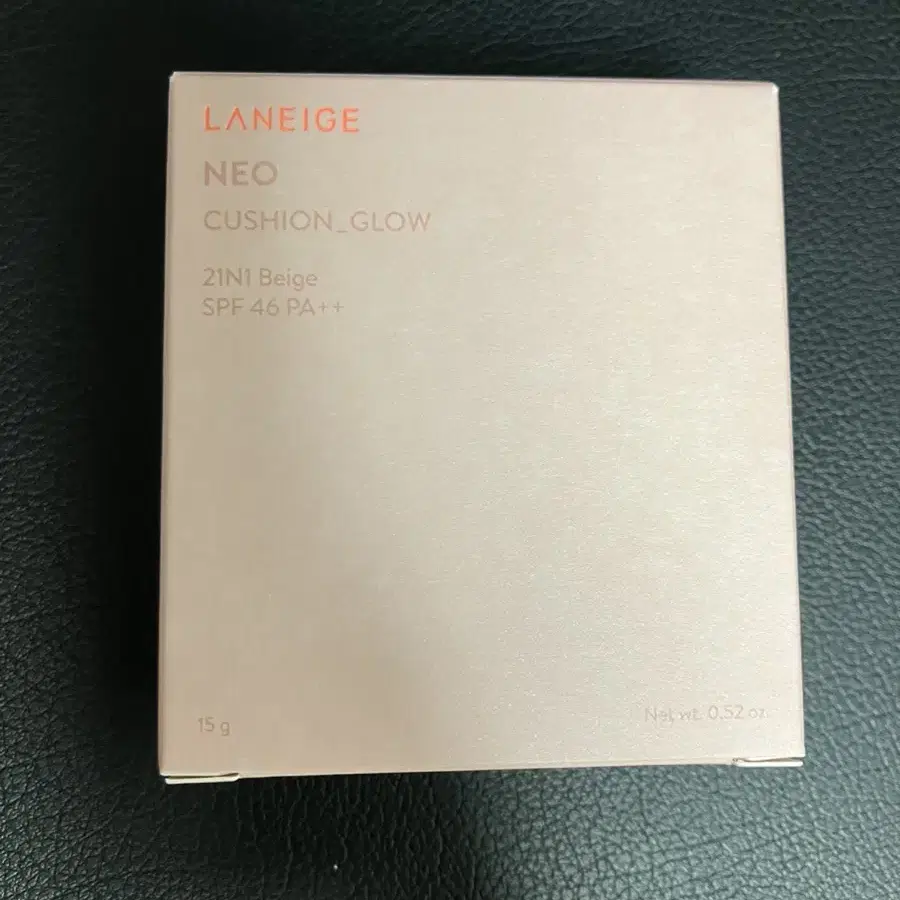 LANEIGE
NEO
CUSHION_GLOW
21N1 Beige
SPF 46 PA++
15 g
Net wt. 0.52 oz.